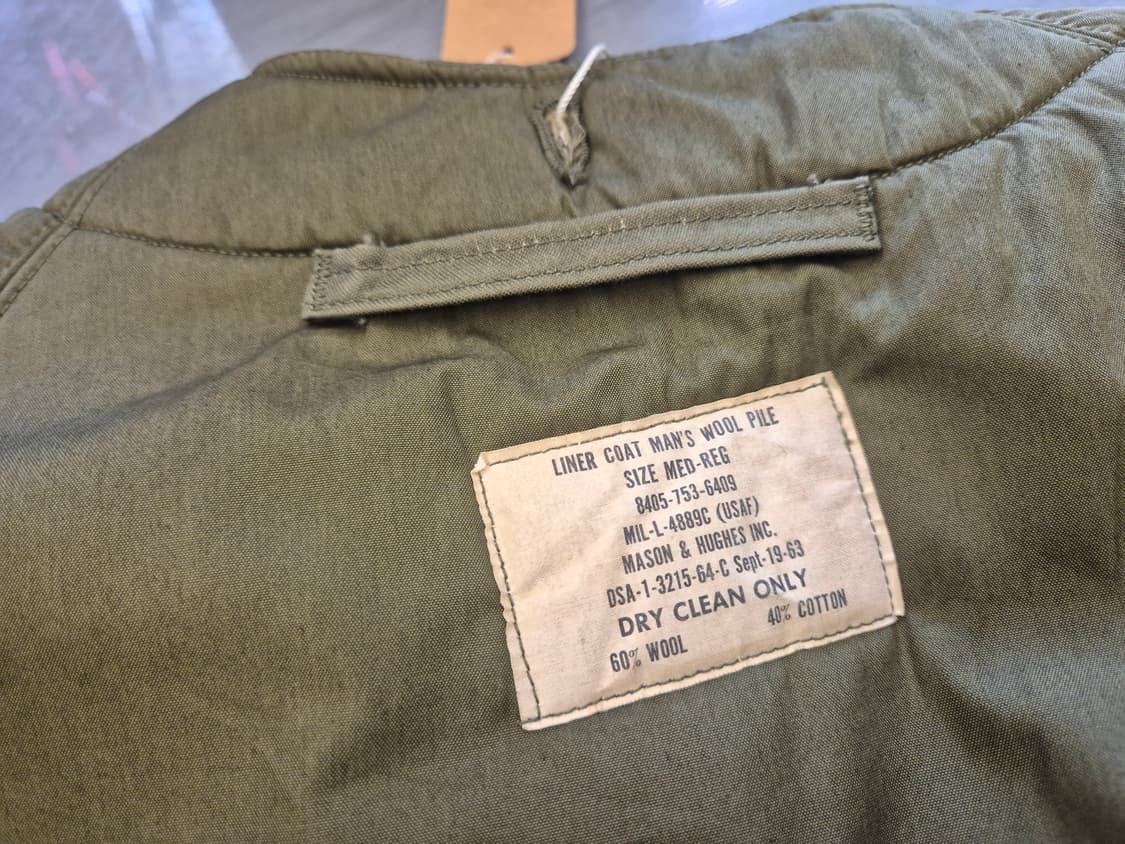 LINER COAT MAN'S WOOL PILE
SIZE MED-REG
8405-753-6409
MIL-L-4889C (USAF)
MASON & HUGHES INC.
DSA-1-3215-64-C Sept-19-63
DRY CLEAN ONLY
60% WOOL 40% COTTON